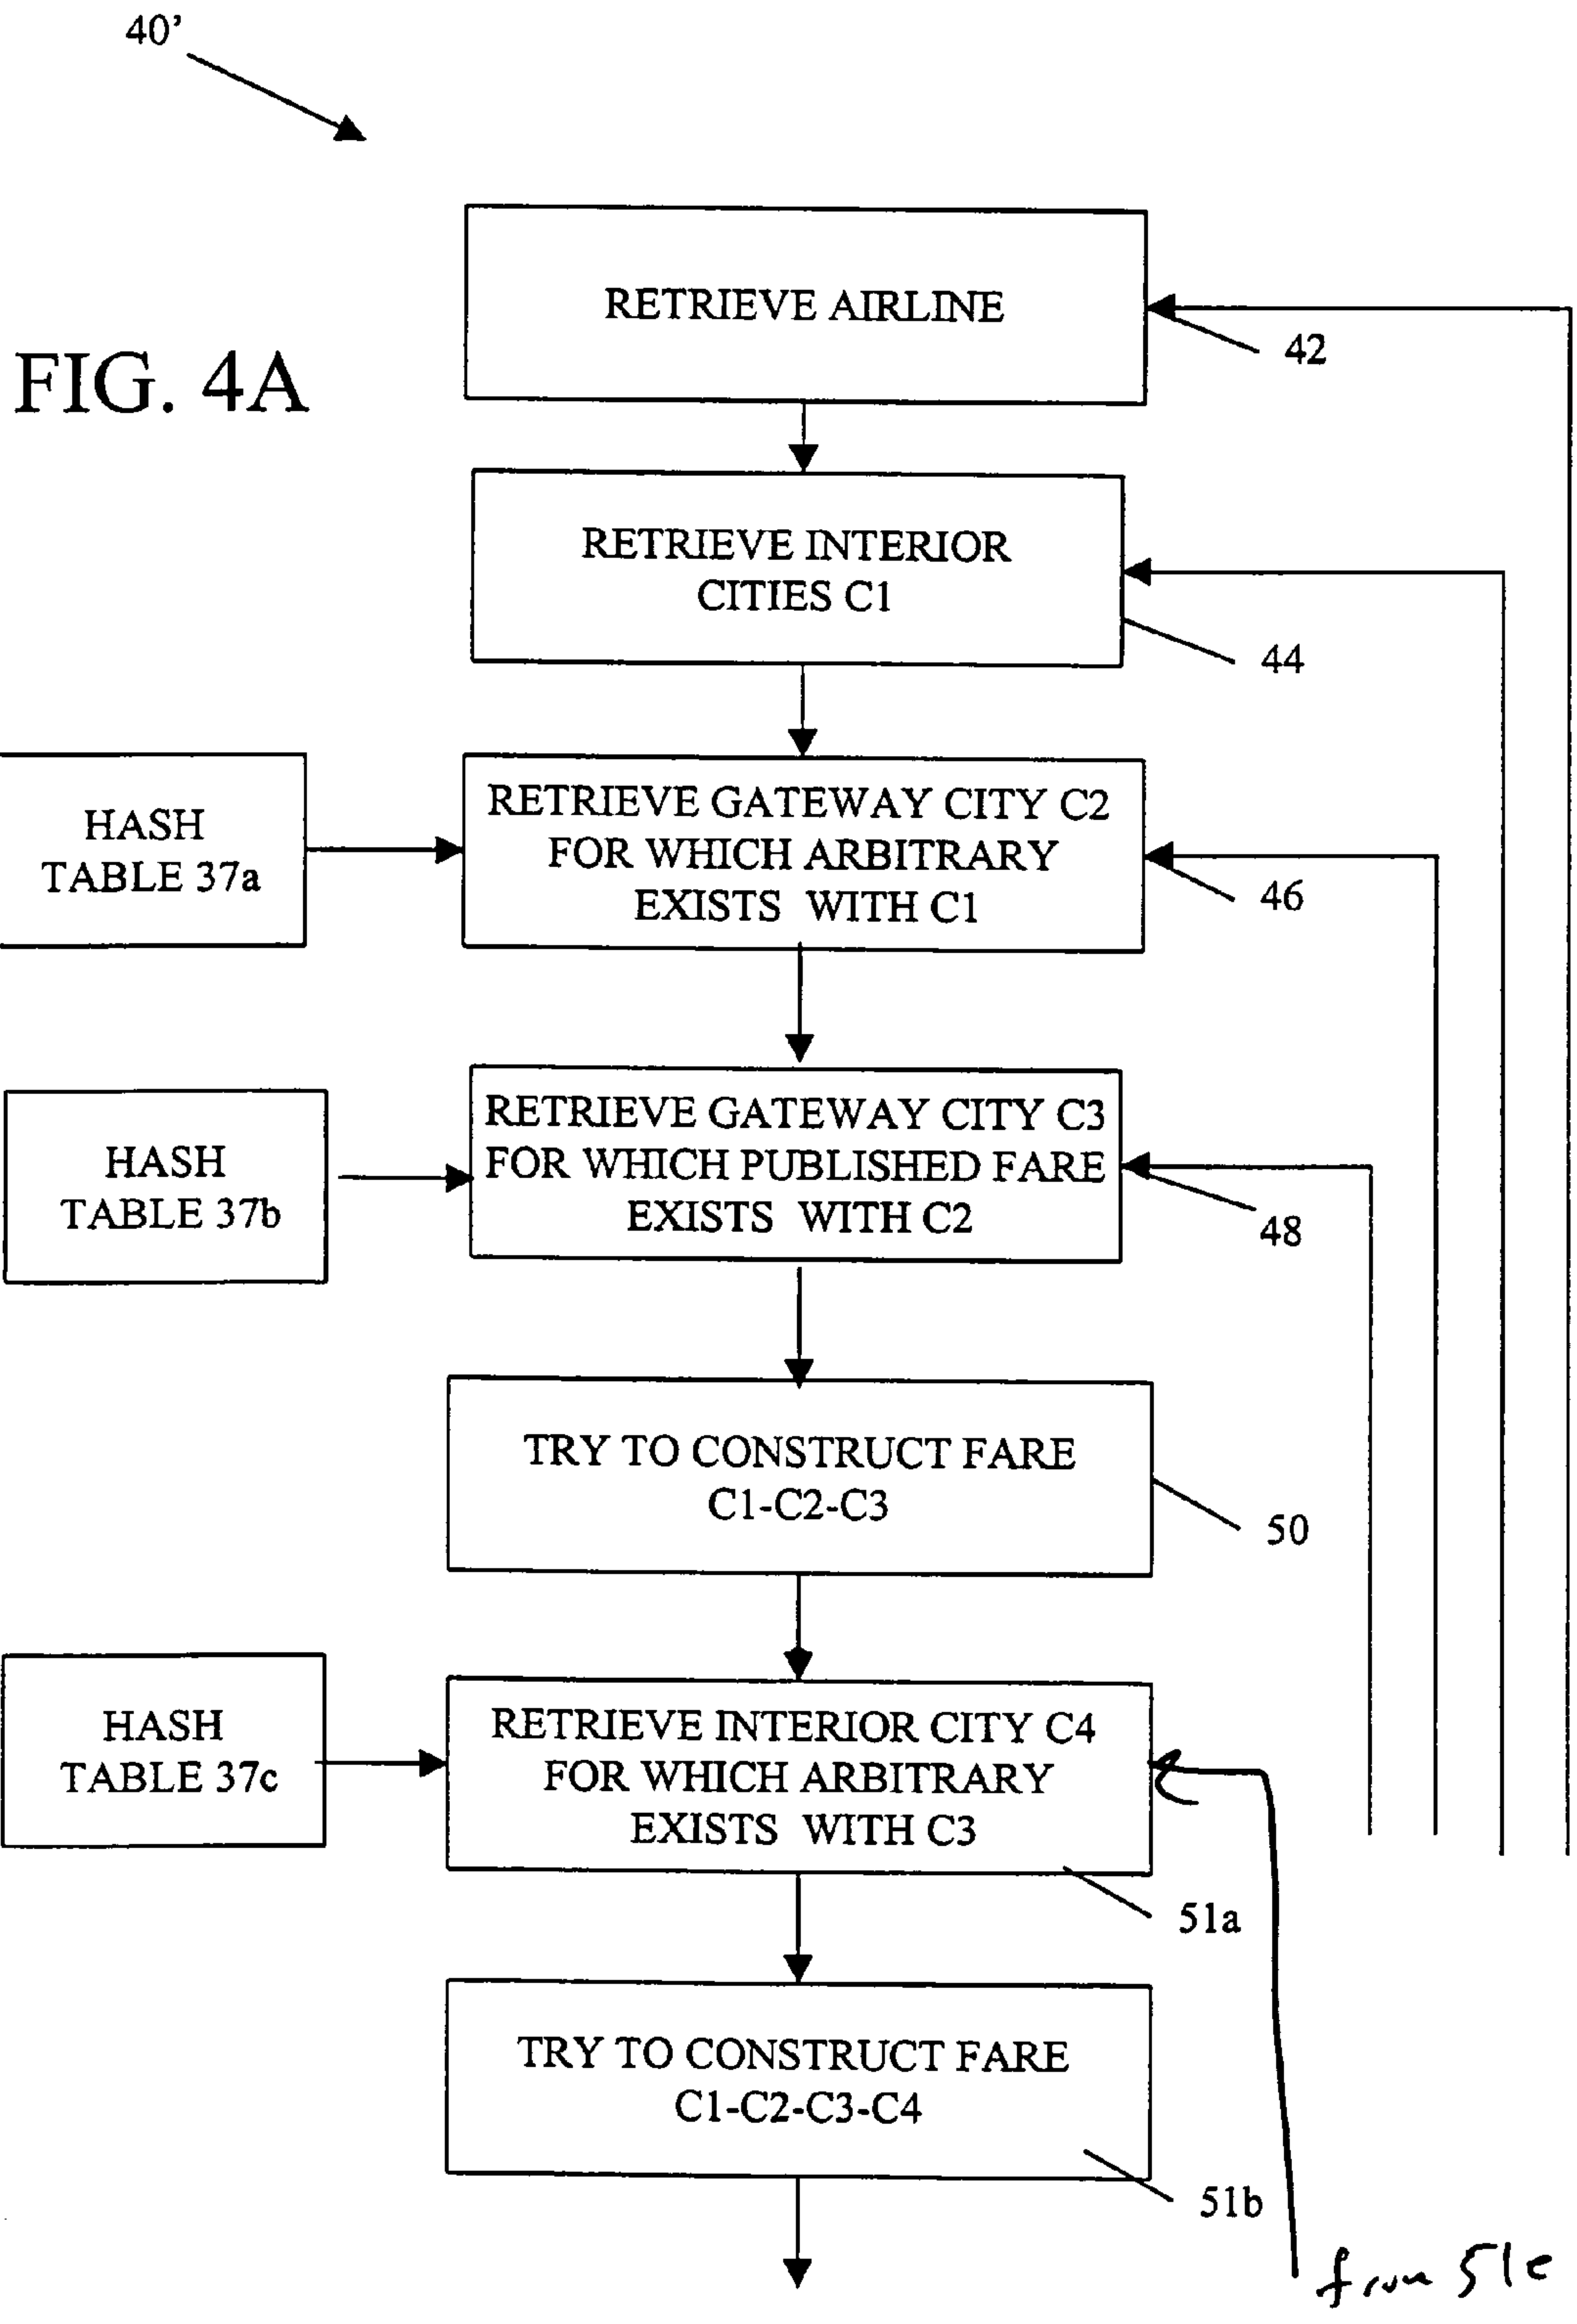 40'
RETRIEVE AIRLINE
42
FIG. 4A
RETRIEVE INTERIOR
CITIES C1
44
HASH
TABLE 37a
RETRIEVE GATEWAY CITY C2
FOR WHICH ARBITRARY
EXISTS WITH C1
46
HASH
TABLE 37b
RETRIEVE GATEWAY CITY C3
FOR WHICH PUBLISHED FARE
EXISTS WITH C2
48
TRY TO CONSTRUCT FARE
C1-C2-C3
50
HASH
TABLE 37c
RETRIEVE INTERIOR CITY C4
FOR WHICH ARBITRARY
EXISTS WITH C3
51a
TRY TO CONSTRUCT FARE
C1-C2-C3-C4
51b
from 51e